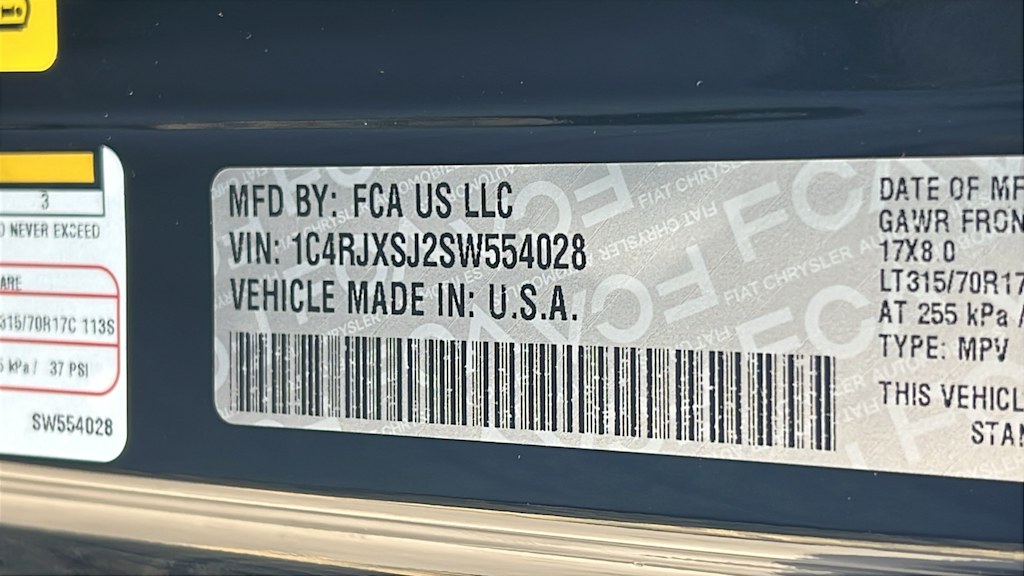 3
NEVER EXCEED
315/70R17C 113S
kPa / 37 PSI
SW554028
MFD BY: FCA US LLC
VIN: 1C4RJXSJ2SW554028
VEHICLE MADE IN: U.S.A.
DATE OF MF
GAWR FRON
17X8.0
LT315/70R17
AT 255 kPa /
TYPE: MPV
THIS VEHICL
STAN